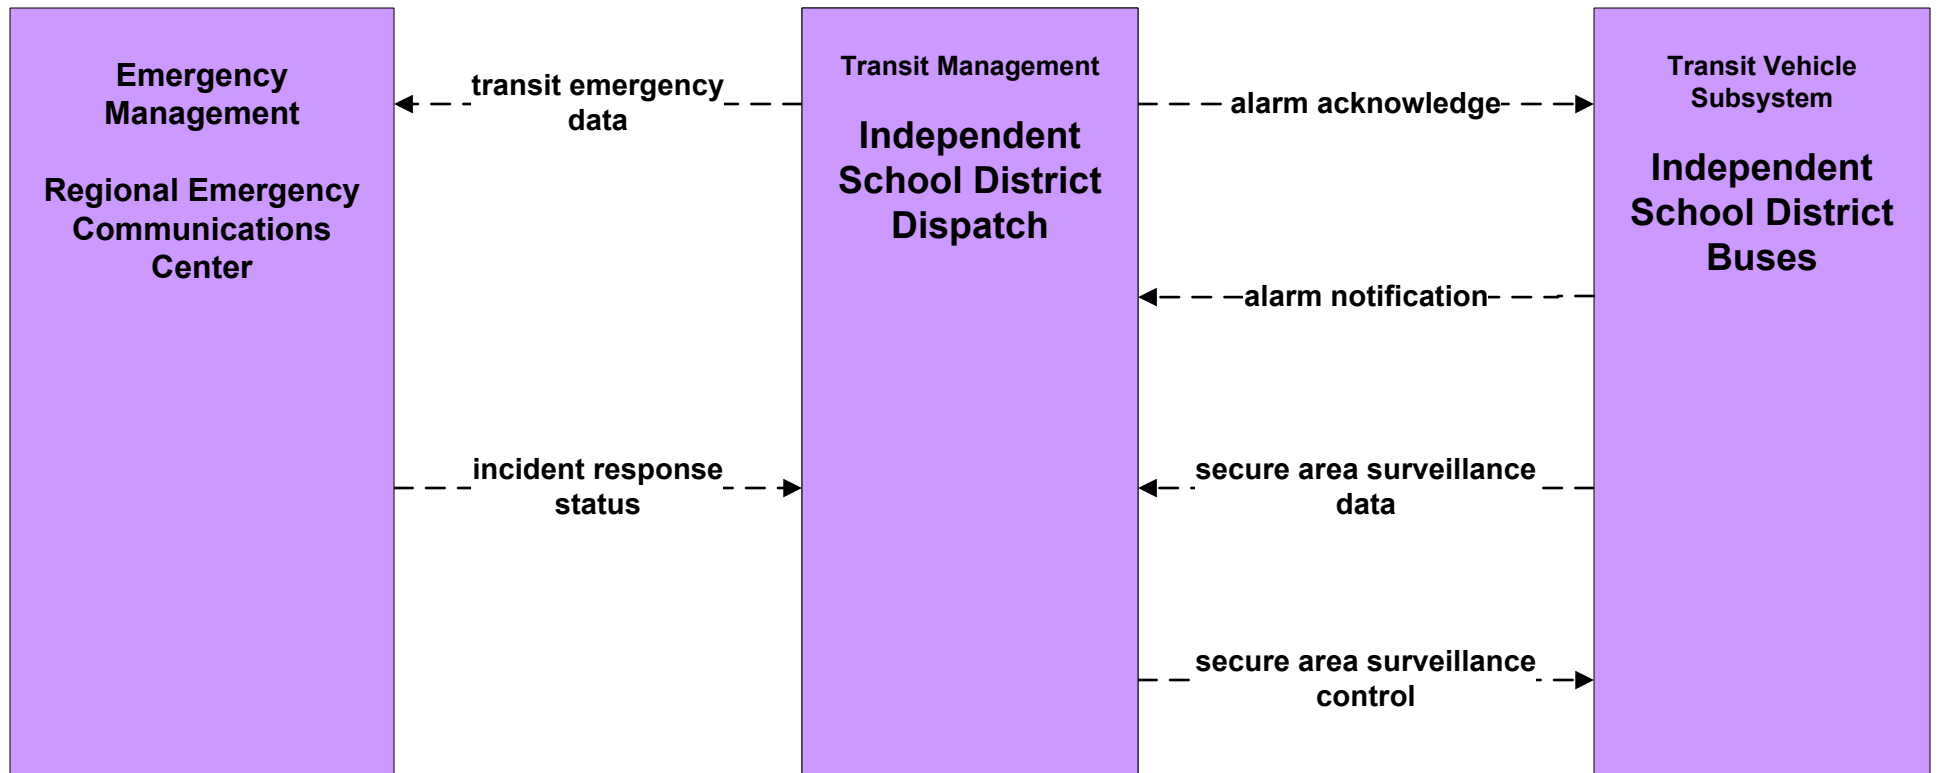 Emergency
Management
Regional Emergency
Communications
Center
transit emergency
data
incident response
status
Transit Management
Independent
School District
Dispatch
alarm acknowledge
alarm notification
secure area surveillance
data
secure area surveillance
control
Transit Vehicle
Subsystem
Independent
School District
Buses